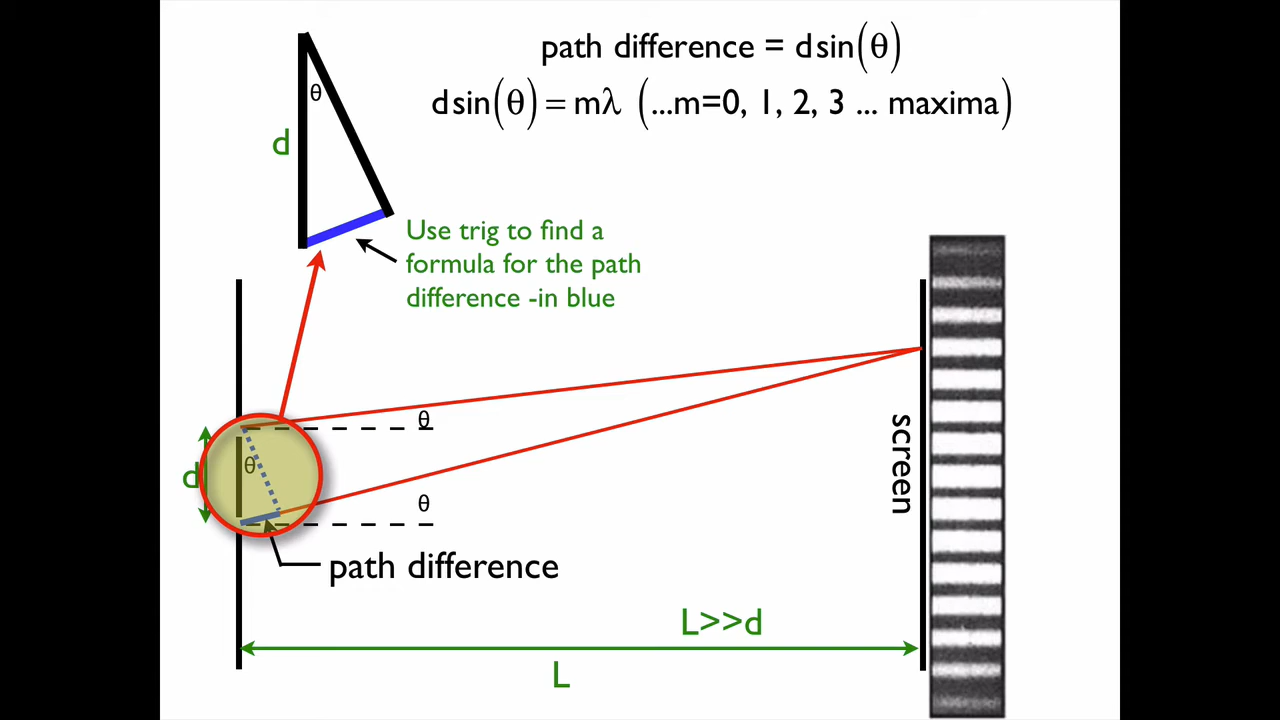 path difference = dsin(θ)
dsin(θ) = mλ (...m=0, 1, 2, 3 ... maxima)
θ
d
Use trig to find a
formula for the path
difference -in blue
θ
θ
d
θ
screen
path difference
L>>d
L